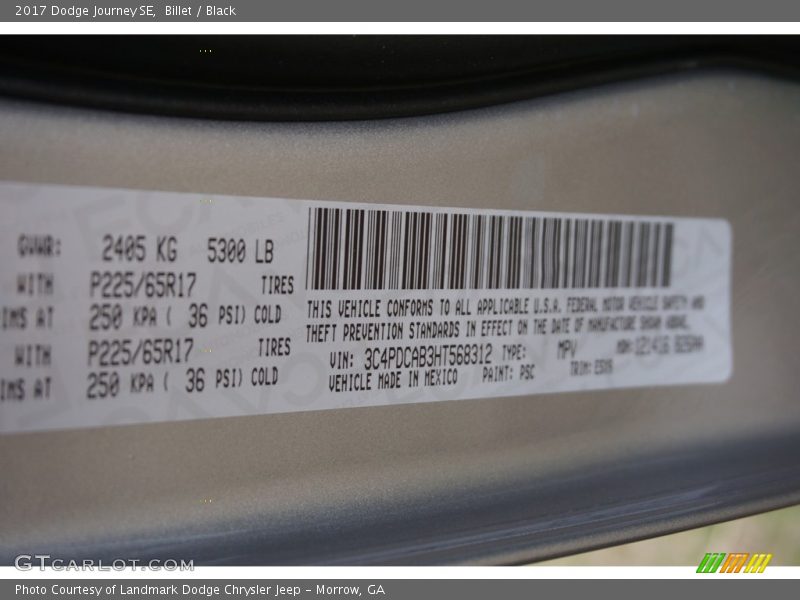 2017 Dodge Journey SE, Billet / Black
GVWR: 2405 KG 5300 LB
WITH P225/65R17 TIRES
IMS AT 250 KPA ( 36 PSI) COLD
WITH P225/65R17 TIRES
IMS AT 250 KPA ( 36 PSI) COLD
THIS VEHICLE CONFORMS TO ALL APPLICABLE U.S.A. FEDERAL MOTOR VEHICLE SAFETY AND
THEFT PREVENTION STANDARDS IN EFFECT ON THE DATE OF MANUFACTURE SHOWN ABOVE.
VIN: 3C4PDCAB3HT568312 TYPE: MPV
VEHICLE MADE IN MEXICO PAINT: PSC TRIM:
GTcarlot.com
Photo Courtesy of Landmark Dodge Chrysler Jeep – Morrow, GA